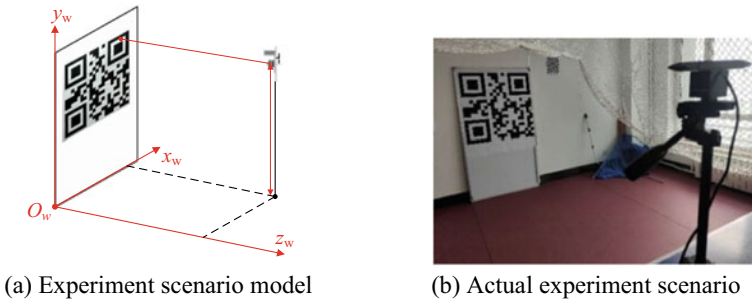 y_w
x_w
O_w
z_w
(a) Experiment scenario model
(b) Actual experiment scenario